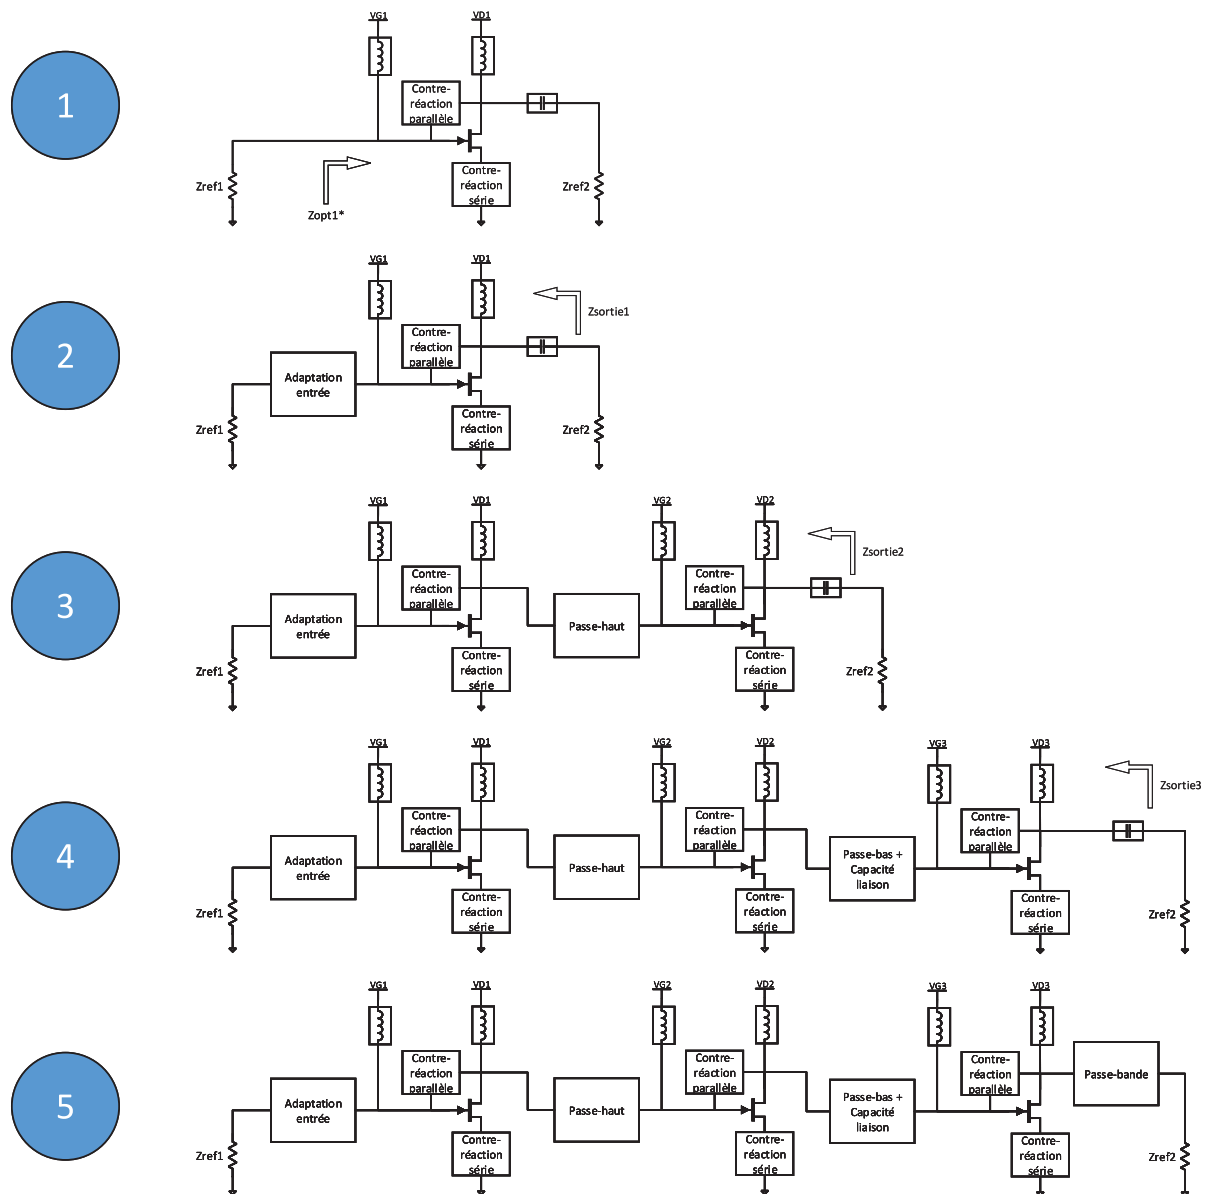 1
VG1
VD1
Contre-
réaction
parallèle
Zref1
Zopt1*
Contre-
réaction
série
Zref2
2
VG1
VD1
Zsortie1
Contre-
réaction
parallèle
Adaptation
entrée
Zref1
Contre-
réaction
série
Zref2
3
VG1
VD1
VG2
VD2
Zsortie2
Contre-
réaction
parallèle
Contre-
réaction
parallèle
Adaptation
entrée
Passe-haut
Zref1
Contre-
réaction
série
Contre-
réaction
série
Zref2
4
VG1
VD1
VG2
VD2
VG3
VD3
Zsortie3
Contre-
réaction
parallèle
Contre-
réaction
parallèle
Contre-
réaction
parallèle
Adaptation
entrée
Passe-haut
Passe-bas +
Capacité
liaison
Zref1
Contre-
réaction
série
Contre-
réaction
série
Contre-
réaction
série
Zref2
5
VG1
VD1
VG2
VD2
VG3
VD3
Contre-
réaction
parallèle
Contre-
réaction
parallèle
Contre-
réaction
parallèle
Passe-bande
Adaptation
entrée
Passe-haut
Passe-bas +
Capacité
liaison
Zref1
Contre-
réaction
série
Contre-
réaction
série
Contre-
réaction
série
Zref2